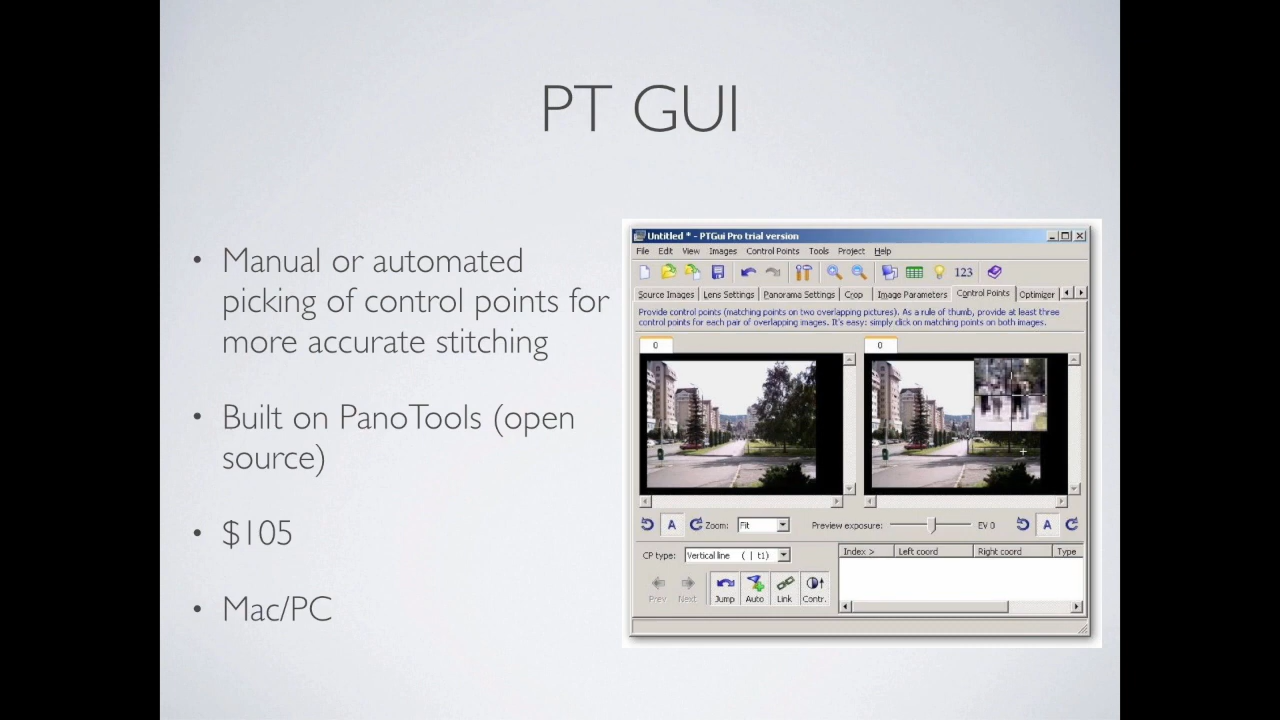 PT GUI
• Manual or automated
picking of control points for
more accurate stitching
• Built on PanoTools (open
source)
• $105
• Mac/PC
Untitled * - PTGui Pro trial version
File Edit View Images Control Points Tools Project Help
123
Source Images Lens Settings Panorama Settings Crop Image Parameters Control Points Optimizer
Provide control points (matching points on two overlapping pictures). As a rule of thumb, provide at least three
control points for each pair of overlapping images. It's easy: simply click on matching points on both images.
0 0
A Zoom: Fit Preview exposure: EV 0 A
CP type: Vertical line ( | t1) Index > Left coord Right coord Type
Prev Next Jump Auto Link Contr.